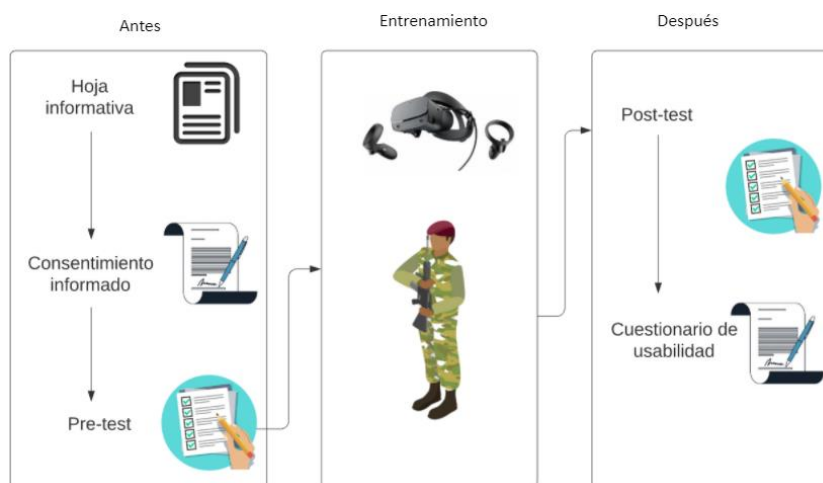 Antes
Entrenamiento
Después
Hoja
informativa
Consentimiento
informado
Pre-test
Post-test
Cuestionario de
usabilidad